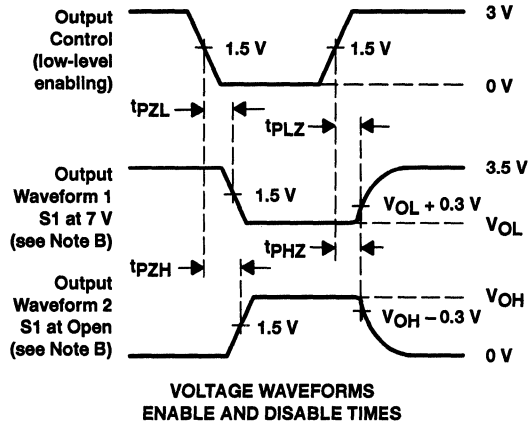 Output
Control
(low-level
enabling)
1.5 V
1.5 V
3 V
0 V
tPZL
tPLZ
Output
Waveform 1
S1 at 7 V
(see Note B)
1.5 V
3.5 V
VOL + 0.3 V
VOL
tPHZ
tPZH
Output
Waveform 2
S1 at Open
(see Note B)
1.5 V
VOH
VOH – 0.3 V
0 V
VOLTAGE WAVEFORMS
ENABLE AND DISABLE TIMES